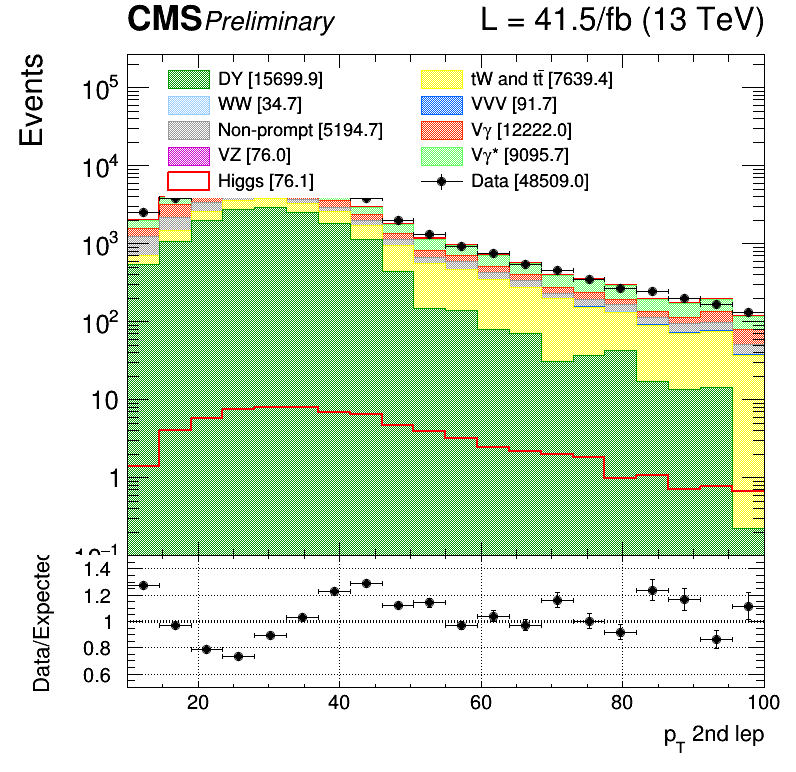 CMS Preliminary L = 41.5/fb (13 TeV)
Events
DY [15699.9] tW and tt̄ [7639.4]
WW [34.7] VVV [91.7]
Non-prompt [5194.7] Vγ [12222.0]
VZ [76.0] Vγ* [9095.7]
Higgs [76.1] Data [48509.0]
10⁵
10⁴
10³
10²
10
1
10⁻¹
Data/Expected
1.4
1.2
1
0.8
0.6
20 40 60 80 100
p_T 2nd lep